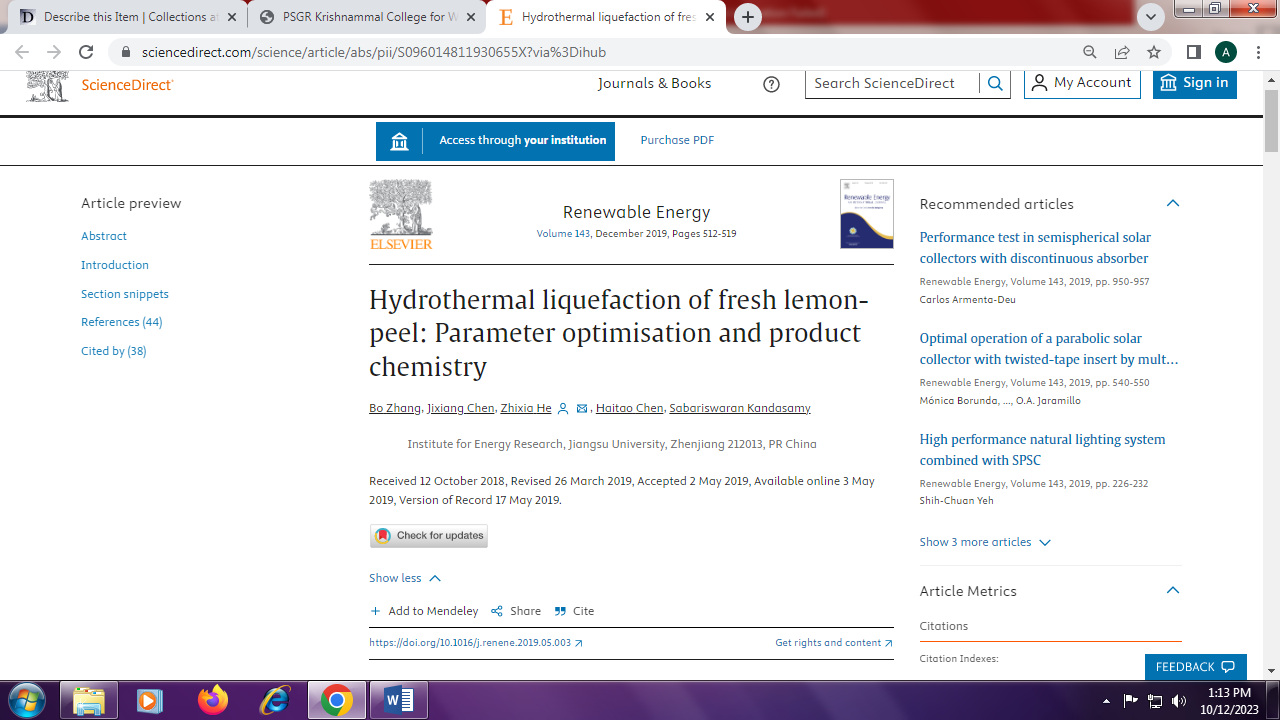 Describe this Item | Collections at
PSGR Krishnammal College for W
Hydrothermal liquefaction of fres
sciencedirect.com/science/article/abs/pii/S096014811930655X?via%3Dihub
A
ScienceDirect
Journals & Books
?
Search ScienceDirect
My Account
Sign in
Access through your institution
Purchase PDF
Article preview
Abstract
Introduction
Section snippets
References (44)
Cited by (38)
ELSEVIER
Renewable Energy
Volume 143, December 2019, Pages 512-519
Renewable Energy
Hydrothermal liquefaction of fresh lemon-
peel: Parameter optimisation and product
chemistry
Bo Zhang, Jixiang Chen, Zhixia He, Haitao Chen, Sabariswaran Kandasamy
Institute for Energy Research, Jiangsu University, Zhenjiang 212013, PR China
Received 12 October 2018, Revised 26 March 2019, Accepted 2 May 2019, Available online 3 May
2019, Version of Record 17 May 2019.
Check for updates
Show less
Add to Mendeley
Share
Cite
https://doi.org/10.1016/j.renene.2019.05.003
Get rights and content
Recommended articles
Performance test in semispherical solar
collectors with discontinuous absorber
Renewable Energy, Volume 143, 2019, pp. 950-957
Carlos Armenta-Deu
Optimal operation of a parabolic solar
collector with twisted-tape insert by mult…
Renewable Energy, Volume 143, 2019, pp. 540-550
Mónica Borunda, …, O.A. Jaramillo
High performance natural lighting system
combined with SPSC
Renewable Energy, Volume 143, 2019, pp. 226-232
Shih-Chuan Yeh
Show 3 more articles
Article Metrics
Citations
Citation Indexes:
FEEDBACK
1:13 PM
10/12/2023